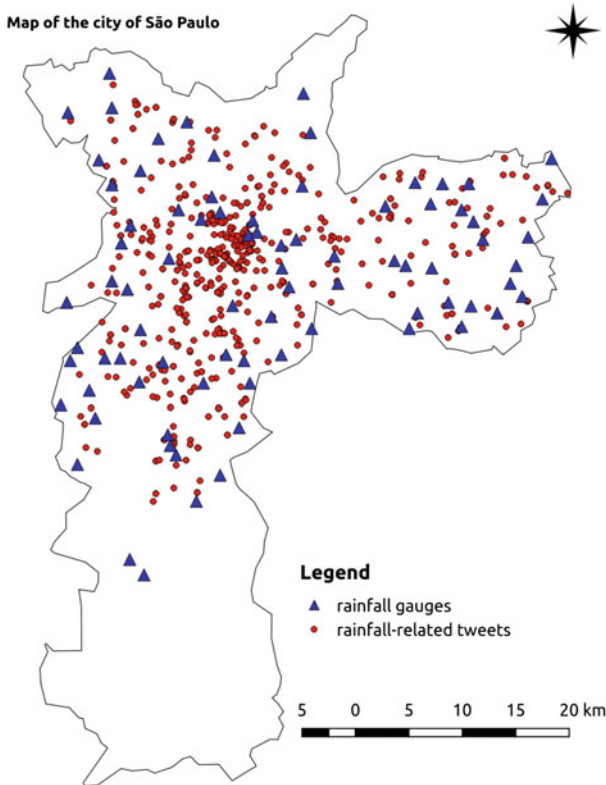 Map of the city of São Paulo
Legend
rainfall gauges
rainfall-related tweets
5 0 5 10 15 20 km